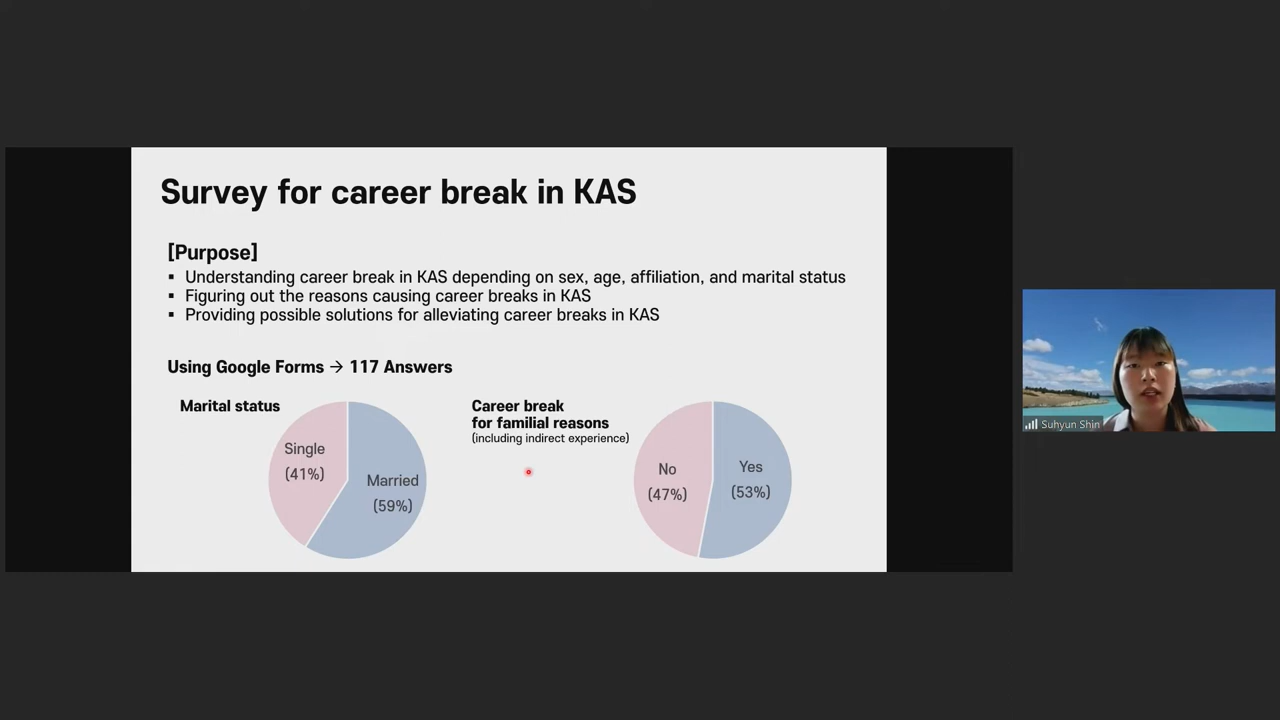 Survey for career break in KAS
[Purpose]
▪ Understanding career break in KAS depending on sex, age, affiliation, and marital status
▪ Figuring out the reasons causing career breaks in KAS
▪ Providing possible solutions for alleviating career breaks in KAS
Using Google Forms → 117 Answers
Marital status
Single
(41%)
Married
(59%)
Career break
for familial reasons
(including indirect experience)
No
(47%)
Yes
(53%)
Suhyun Shin